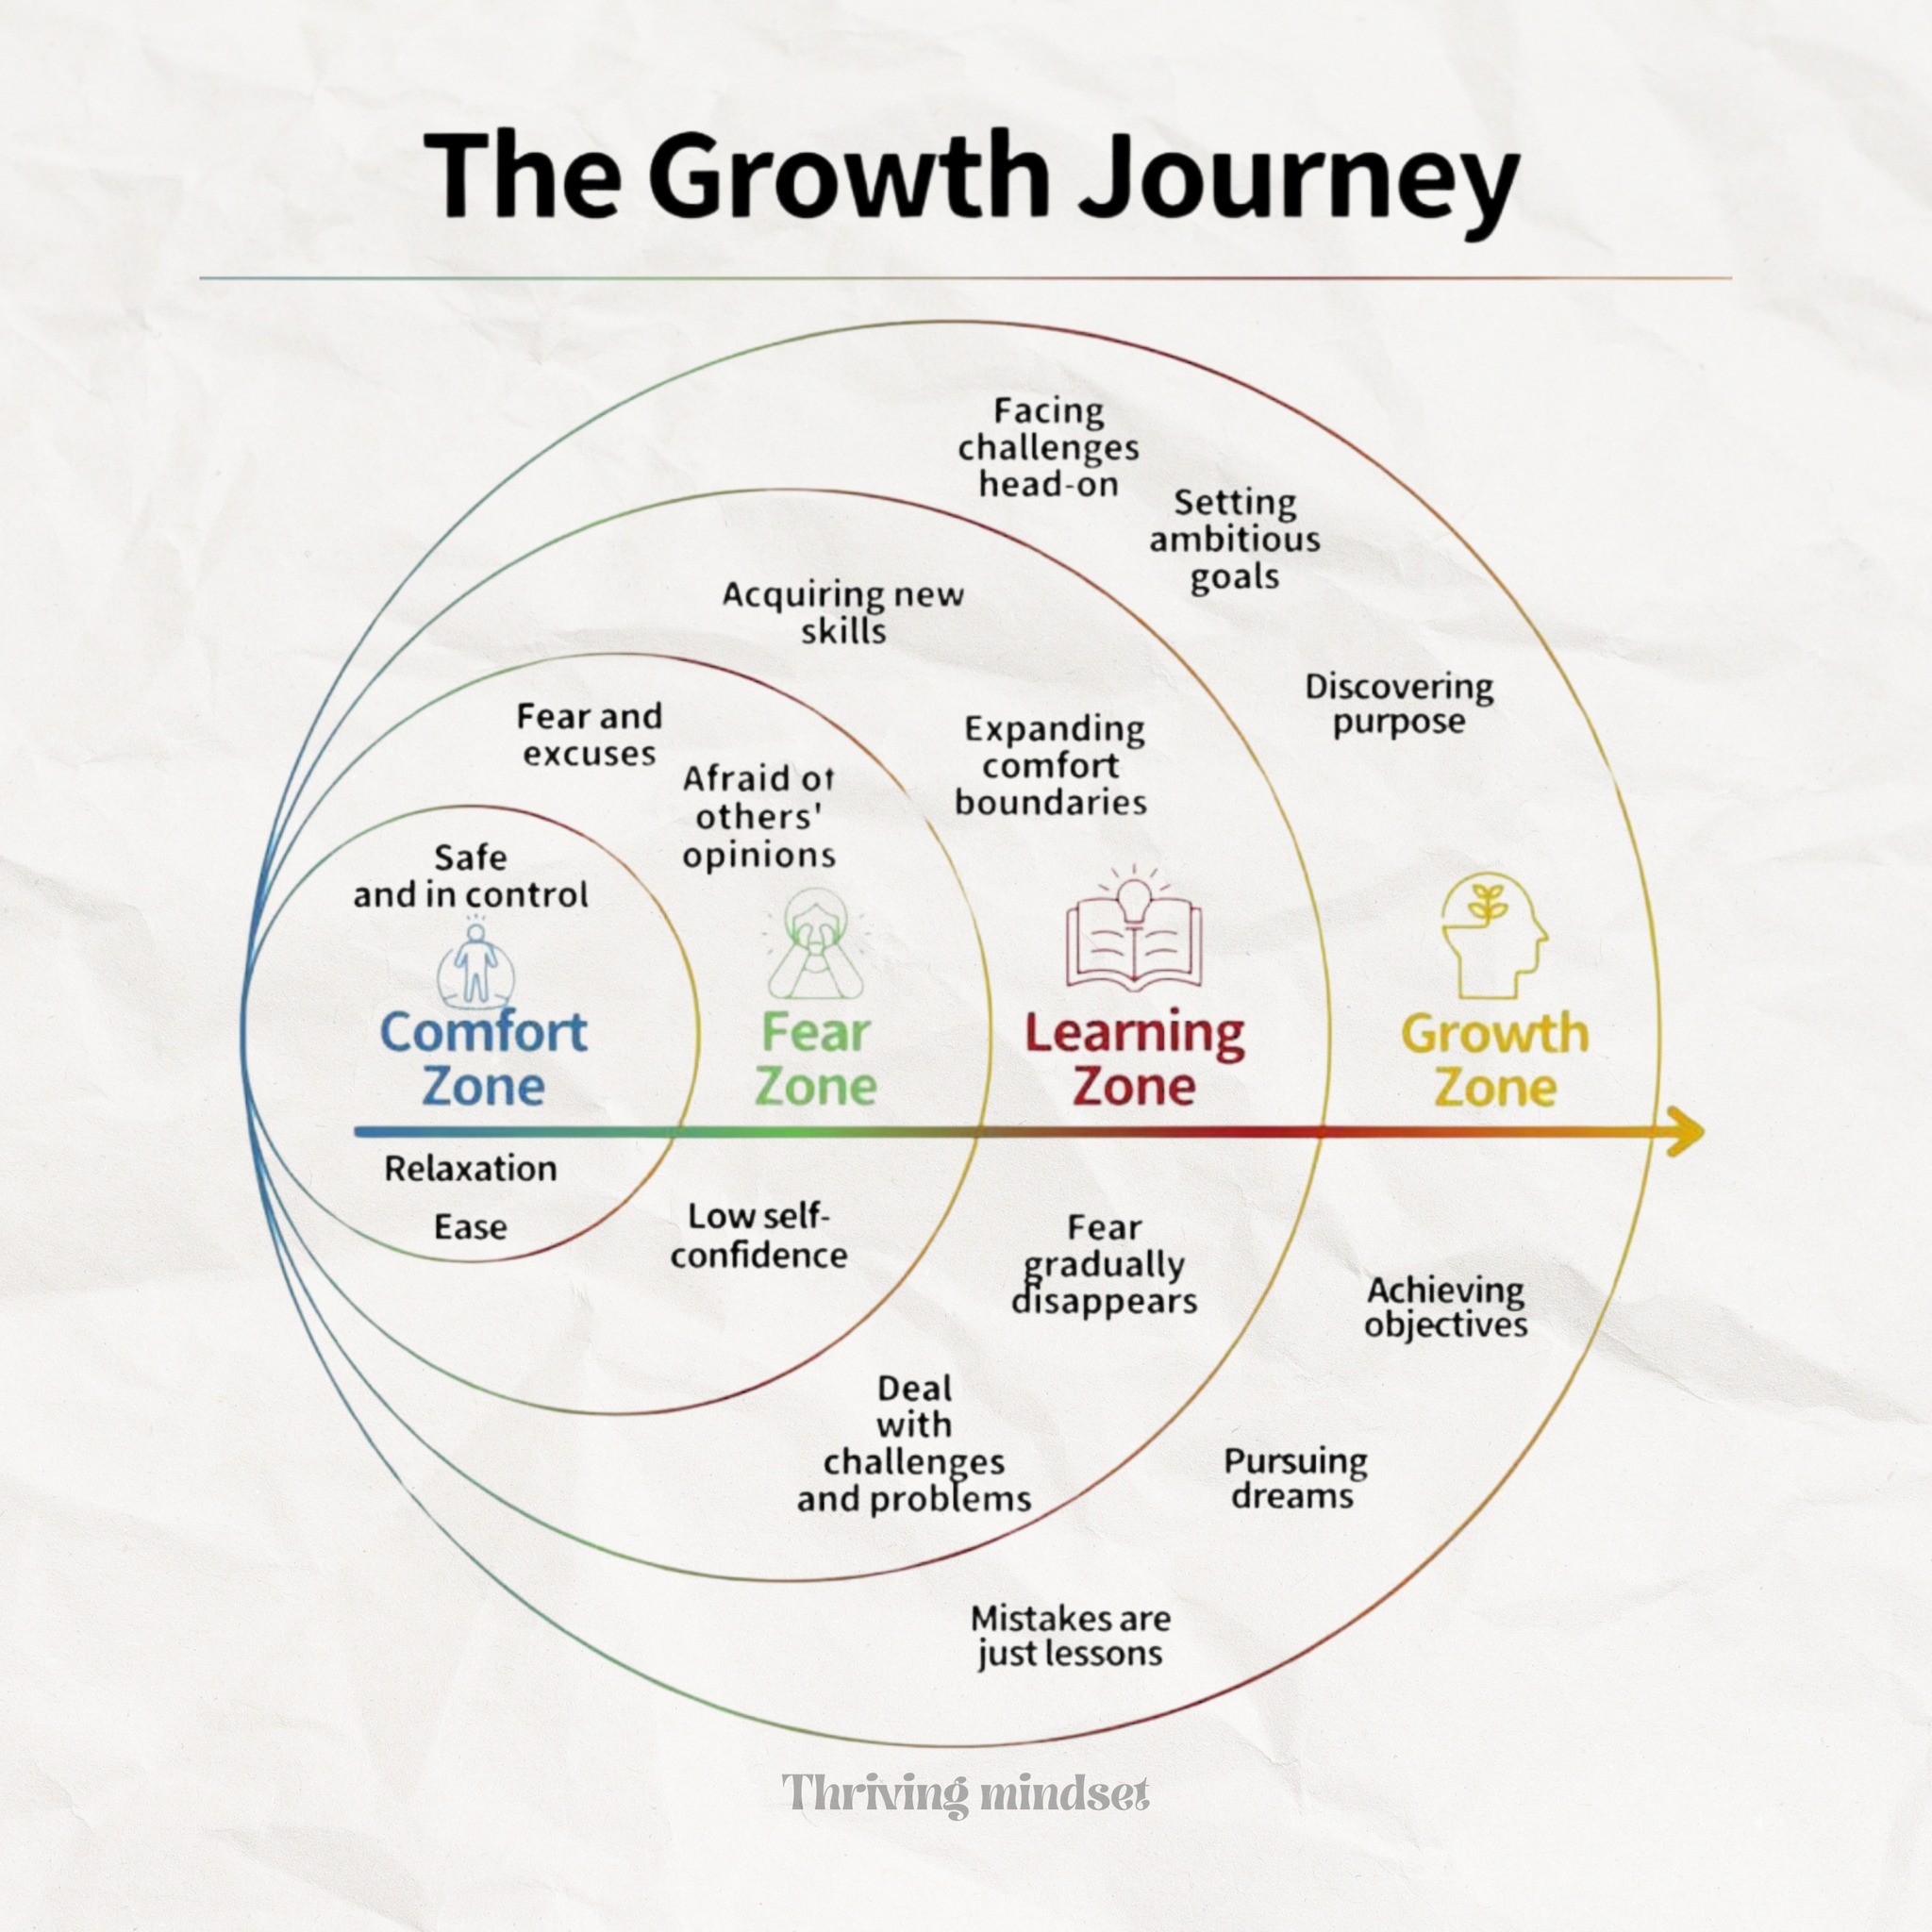 The Growth Journey
Facing
challenges
head-on
Setting
ambitious
goals
Acquiring new
skills
Discovering
purpose
Fear and
excuses
Expanding
comfort
boundaries
Afraid of
others'
opinions
Safe
and in control
Comfort
Zone
Fear
Zone
Learning
Zone
Growth
Zone
Relaxation
Ease
Low self-
confidence
Fear
gradually
disappears
Achieving
objectives
Deal
with
challenges
and problems
Pursuing
dreams
Mistakes are
just lessons
Thriving mindset